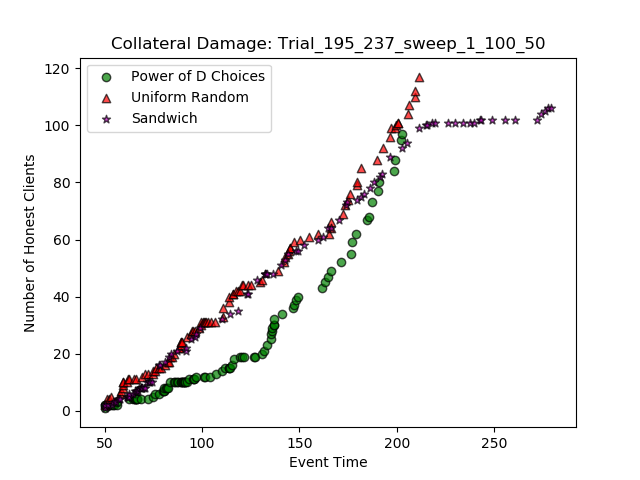 Collateral Damage: Trial_195_237_sweep_1_100_50
Power of D Choices
Uniform Random
Sandwich
Number of Honest Clients
120
100
80
60
40
20
0
50
100
150
200
250
Event Time